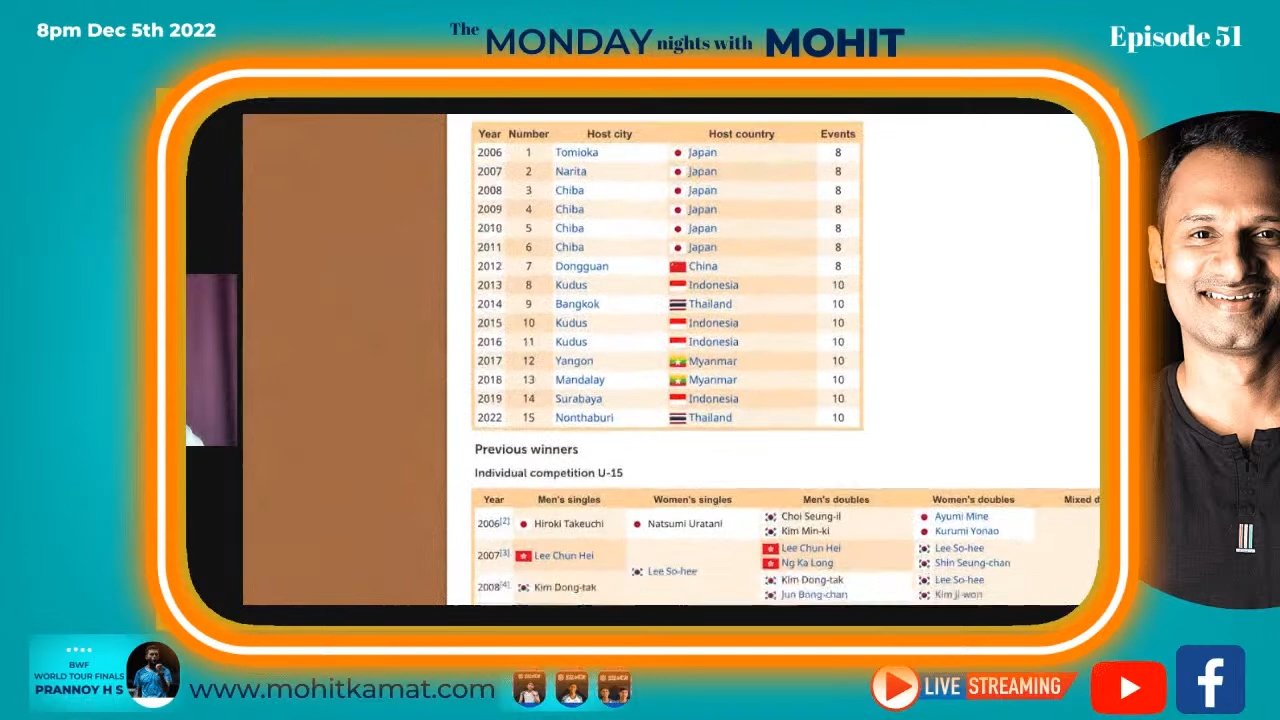 8pm Dec 5th 2022
The MONDAY nights with MOHIT
Episode 51
Year Number Host city Host country Events
2006 1 Tomioka Japan 8
2007 2 Narita Japan 8
2008 3 Chiba Japan 8
2009 4 Chiba Japan 8
2010 5 Chiba Japan 8
2011 6 Chiba Japan 8
2012 7 Dongguan China 8
2013 8 Kudus Indonesia 10
2014 9 Bangkok Thailand 10
2015 10 Kudus Indonesia 10
2016 11 Kudus Indonesia 10
2017 12 Yangon Myanmar 10
2018 13 Mandalay Myanmar 10
2019 14 Surabaya Indonesia 10
2022 15 Nonthaburi Thailand 10
Previous winners
Individual competition U-15
Year Men's singles Women's singles Men's doubles Women's doubles Mixed d
2006[2] Hiroki Takeuchi Natsumi Uratani Choi Seung-il Ayumi Mine
Kim Min-ki Kurumi Yonao
2007[3] Lee Chun Hei Lee Chun Hei Lee So-hee
Ng Ka Long Shin Seung-chan
Lee So-hee
2008[4] Kim Dong-tak Kim Dong-tak Lee So-hee
Jun Bong-chan Kim Ji-won
BWF
WORLD TOUR FINALS
PRANNOY H S
www.mohitkamat.com
LIVE STREAMING